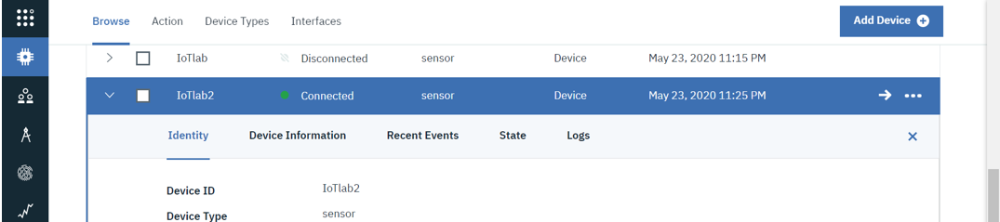 Browse Action Device Types Interfaces Add Device
IoTlab Disconnected sensor Device May 23, 2020 11:15 PM
IoTlab2 Connected sensor Device May 23, 2020 11:25 PM
Identity Device Information Recent Events State Logs
Device ID IoTlab2
Device Type sensor